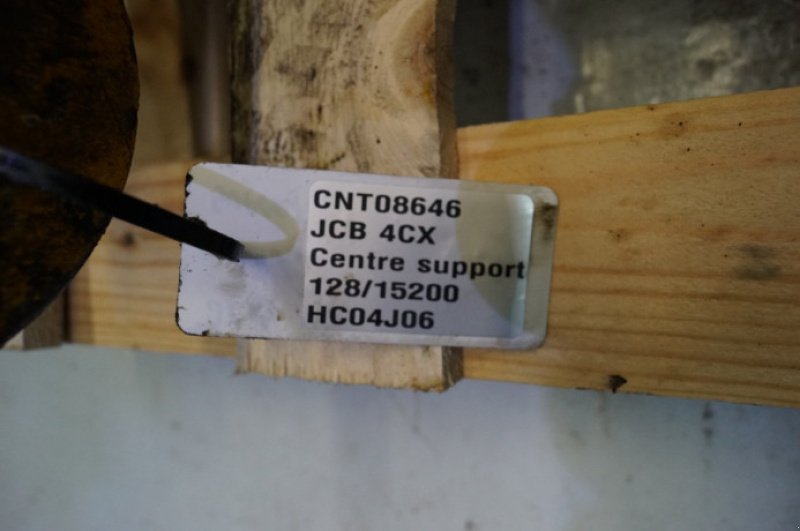 CNT08646
JCB 4CX
Centre support
128/15200
HC04J06